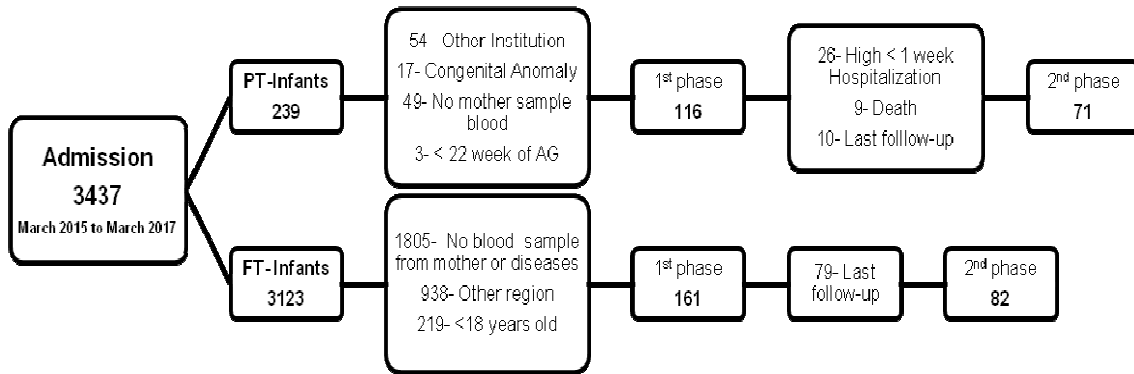 Admission
3437
March 2015 to March 2017
PT-Infants
239
54 Other Institution
17- Congenital Anomaly
49- No mother sample
blood
3- < 22 week of AG
1st phase
116
26- High < 1 week
Hospitalization
9- Death
10- Last folllow-up
2nd phase
71
FT-Infants
3123
1805- No blood sample
from mother or diseases
938- Other region
219- <18 years old
1st phase
161
79- Last
follow-up
2nd phase
82